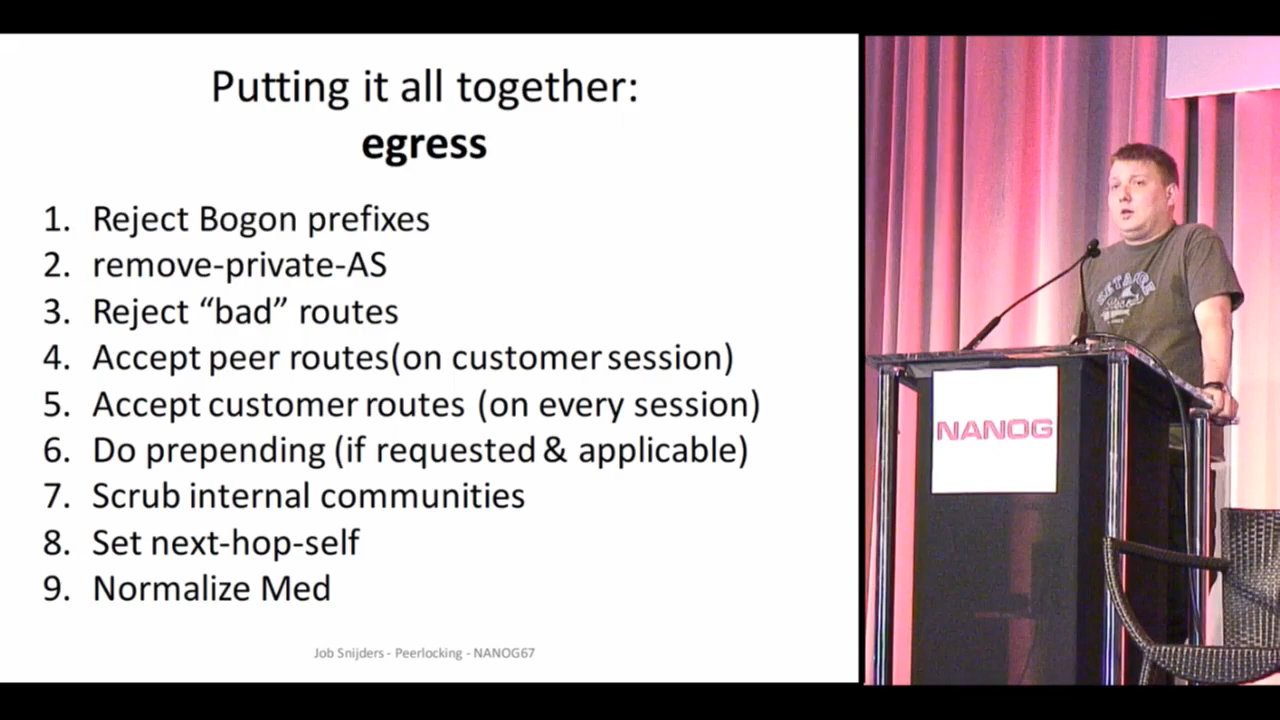 Putting it all together:
egress
1. Reject Bogon prefixes
2. remove-private-AS
3. Reject “bad” routes
4. Accept peer routes(on customer session)
5. Accept customer routes (on every session)
6. Do prepending (if requested & applicable)
7. Scrub internal communities
8. Set next-hop-self
9. Normalize Med
Job Snijders - Peerlocking - NANOG67
NANOG